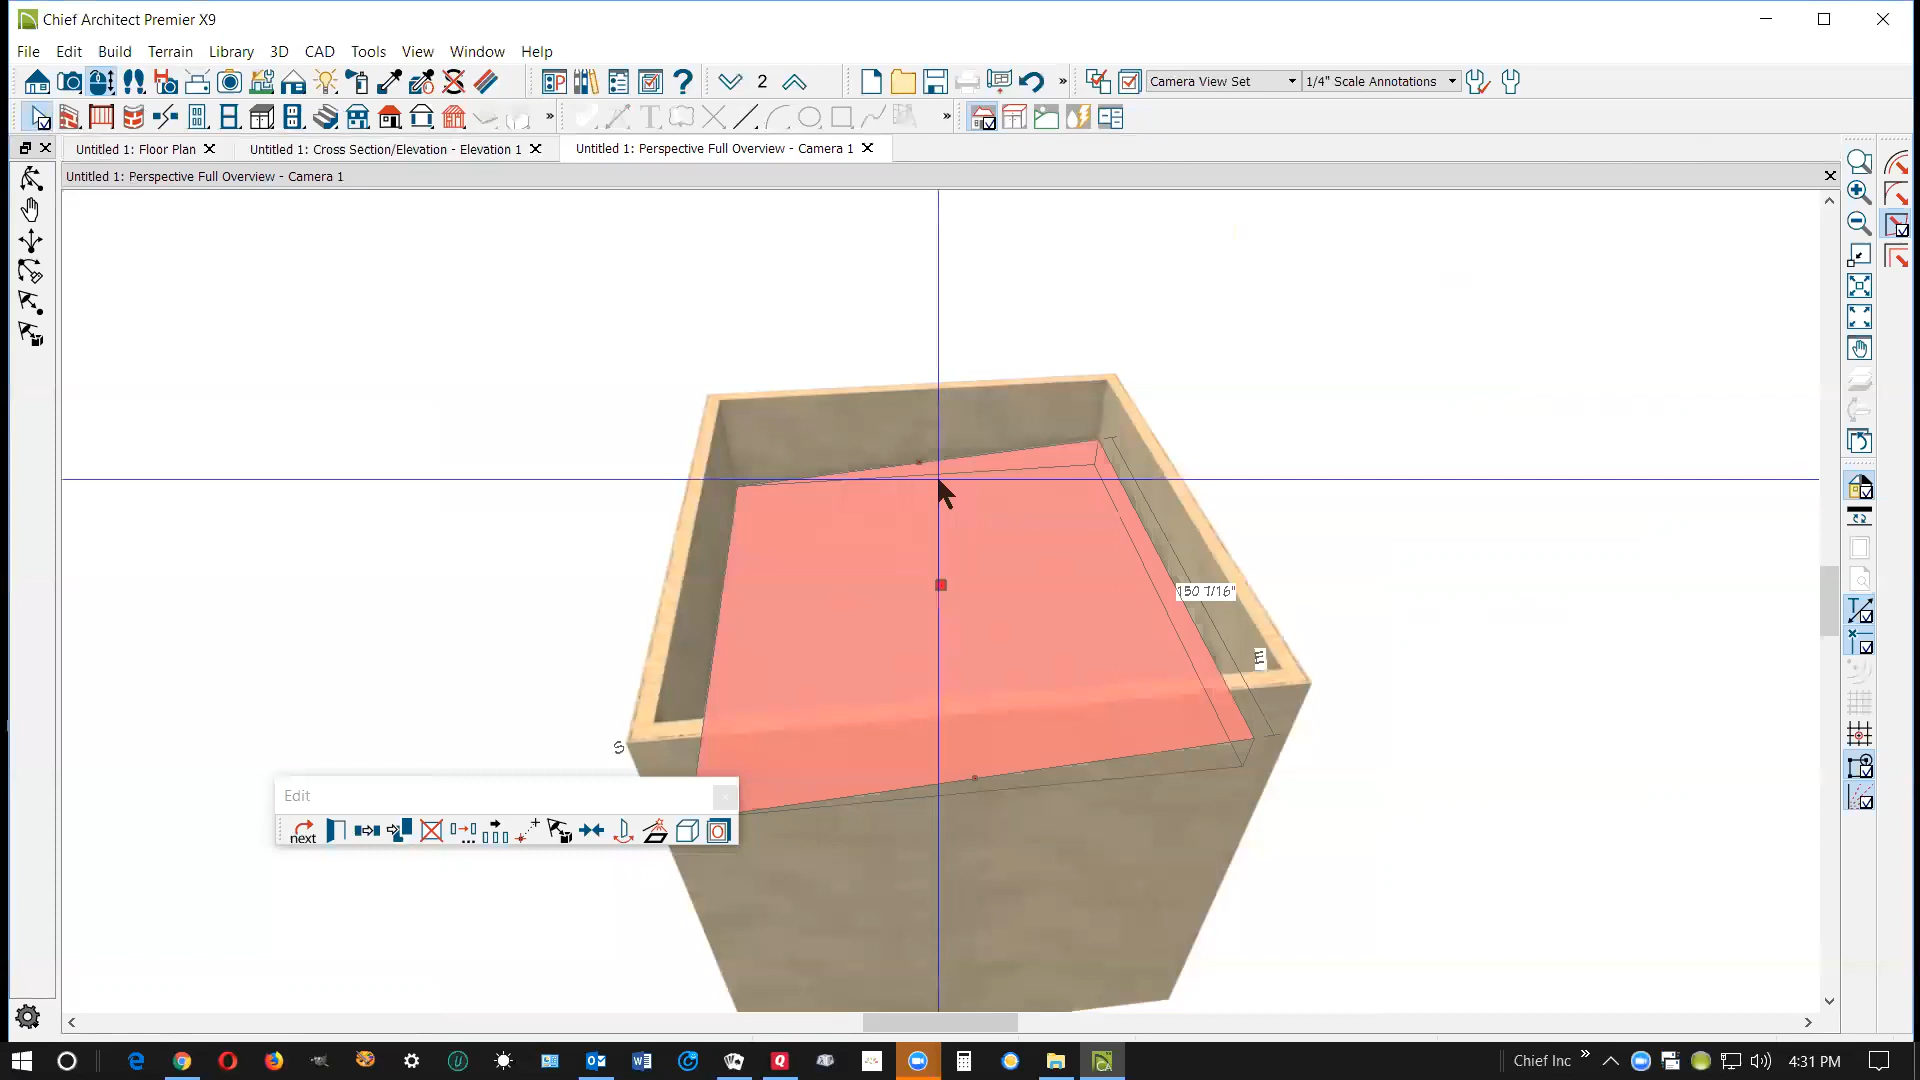 Chief Architect Premier X9
File Edit Build Terrain Library 3D CAD Tools View Window Help
2 Camera View Set 1/4" Scale Annotations
Untitled 1: Floor Plan Untitled 1: Cross Section/Elevation - Elevation 1 Untitled 1: Perspective Full Overview - Camera 1
Untitled 1: Perspective Full Overview - Camera 1
150 7/16"
E
S
Edit
next
Chief Inc 4:31 PM